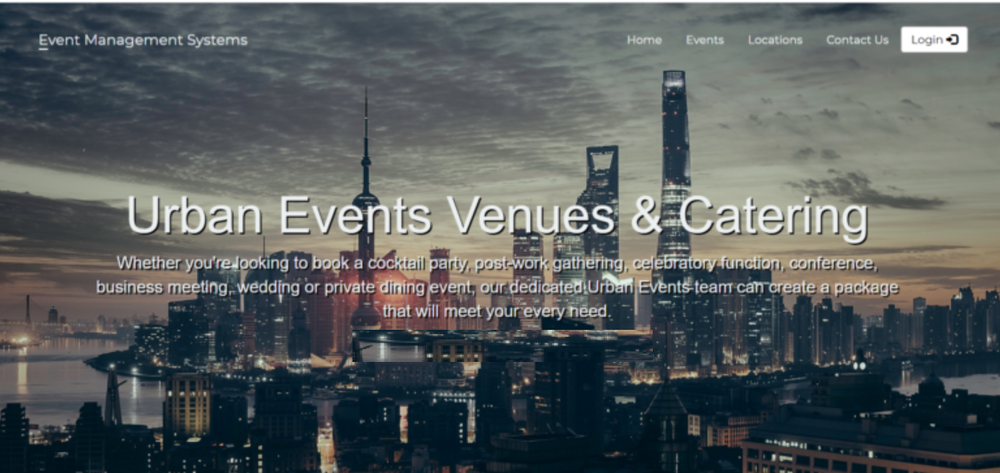 Event Management Systems
Home Events Locations Contact Us Login
Urban Events Venues & Catering
Whether you're looking to book a cocktail party, post-work gathering, celebratory function, conference,
business meeting, wedding or private dining event, our dedicated Urban Events team can create a package
that will meet your every need.